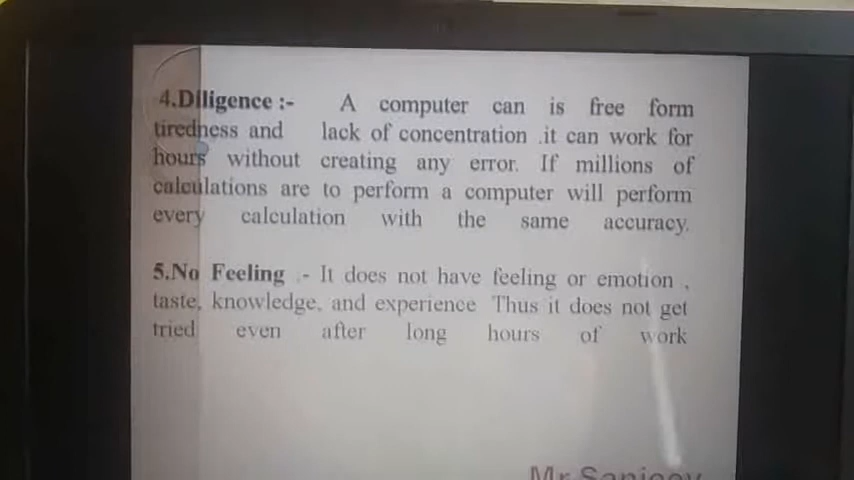 4.Diligence :- A computer can is free form
tiredness and lack of concentration .it can work for
hours without creating any error. If millions of
calculations are to perform a computer will perform
every calculation with the same accuracy.
5.No Feeling :- It does not have feeling or emotion ,
taste, knowledge, and experience Thus it does not get
tried even after long hours of work
Mr Sanjeev